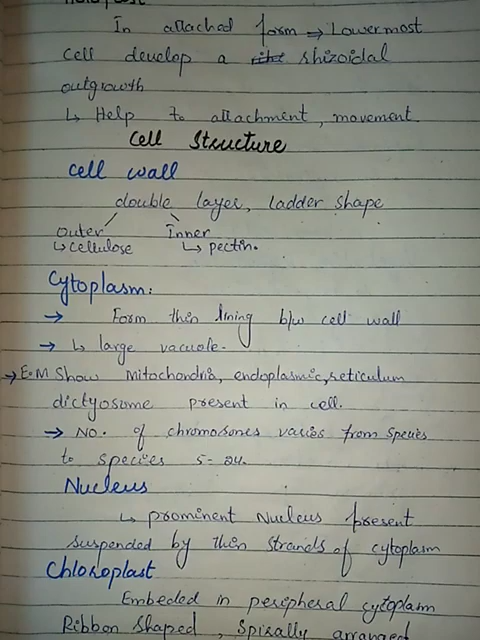 In attached form ⇒ Lowermost
cell develop a rhizoidal
outgrowth
↳ Help to attachment, movement.
Cell Structure
Cell wall
double layer, ladder shape
outer Inner
↳ cellulose ↳ pectin.
Cytoplasm:
→ Form thin lining b/w cell wall
→ ↳ large vacuole.
→ E.M Show Mitochondria, endoplasmic, reticulum
dictyosome present in cell.
→ No. of chromosones varies from species
to species 5-24.
Nucleus
↳ prominent Nucleus present
suspended by thin strands of cytoplasm
Chloroplast
Embeded in peripheral cytoplam
Ribbon shaped, spirally arranged